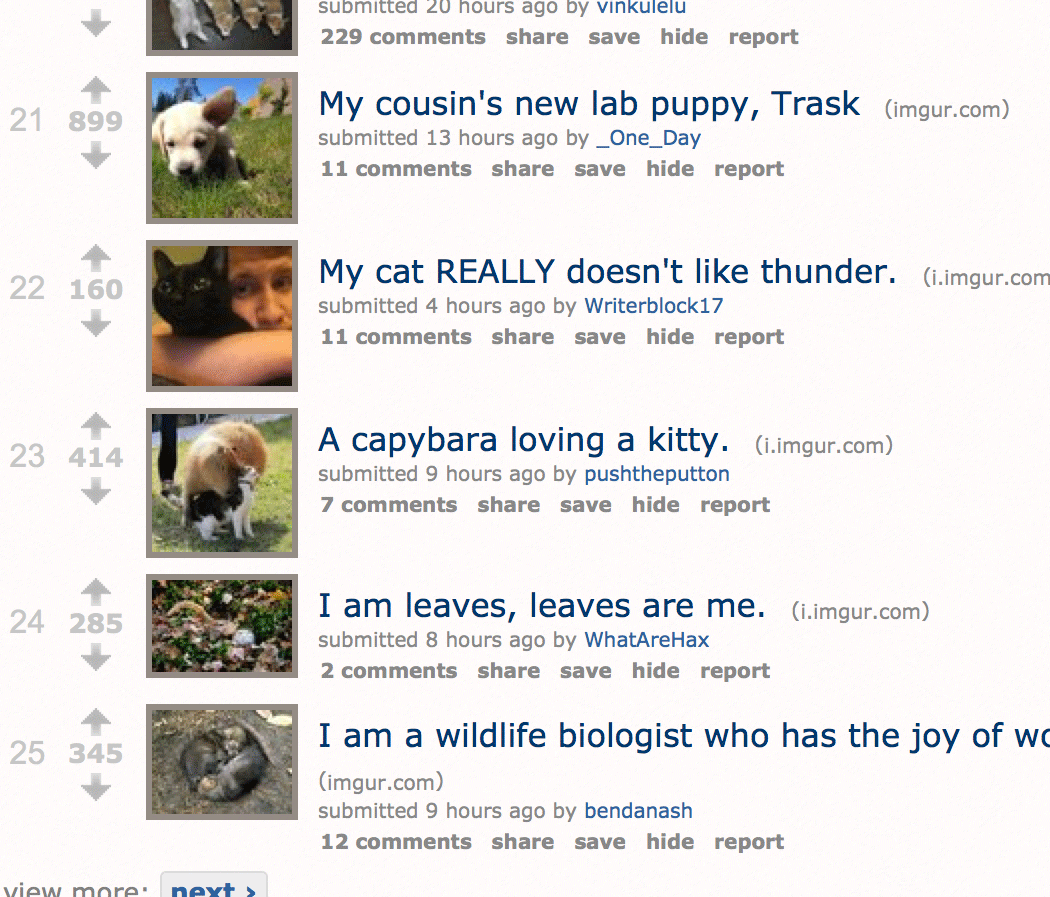 submitted 20 hours ago by vinkulelu
229 comments share save hide report
21 899 My cousin's new lab puppy, Trask (imgur.com)
submitted 13 hours ago by _One_Day
11 comments share save hide report
22 160 My cat REALLY doesn't like thunder. (i.imgur.com
submitted 4 hours ago by Writerblock17
11 comments share save hide report
23 414 A capybara loving a kitty. (i.imgur.com)
submitted 9 hours ago by pushtheputton
7 comments share save hide report
24 285 I am leaves, leaves are me. (i.imgur.com)
submitted 8 hours ago by WhatAreHax
2 comments share save hide report
25 345 I am a wildlife biologist who has the joy of wo
(imgur.com)
submitted 9 hours ago by bendanash
12 comments share save hide report
view more: next ›